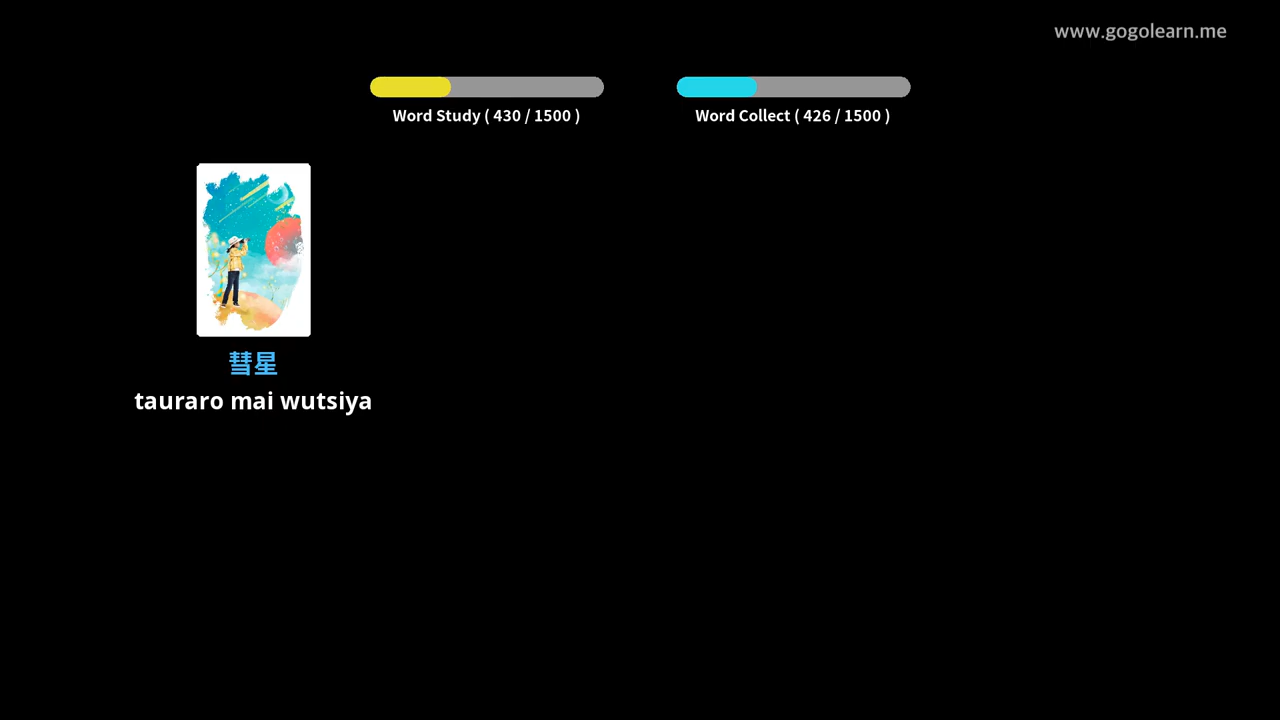 www.gogolearn.me
Word Study ( 430 / 1500 )
Word Collect ( 426 / 1500 )
彗星
tauraro mai wutsiya